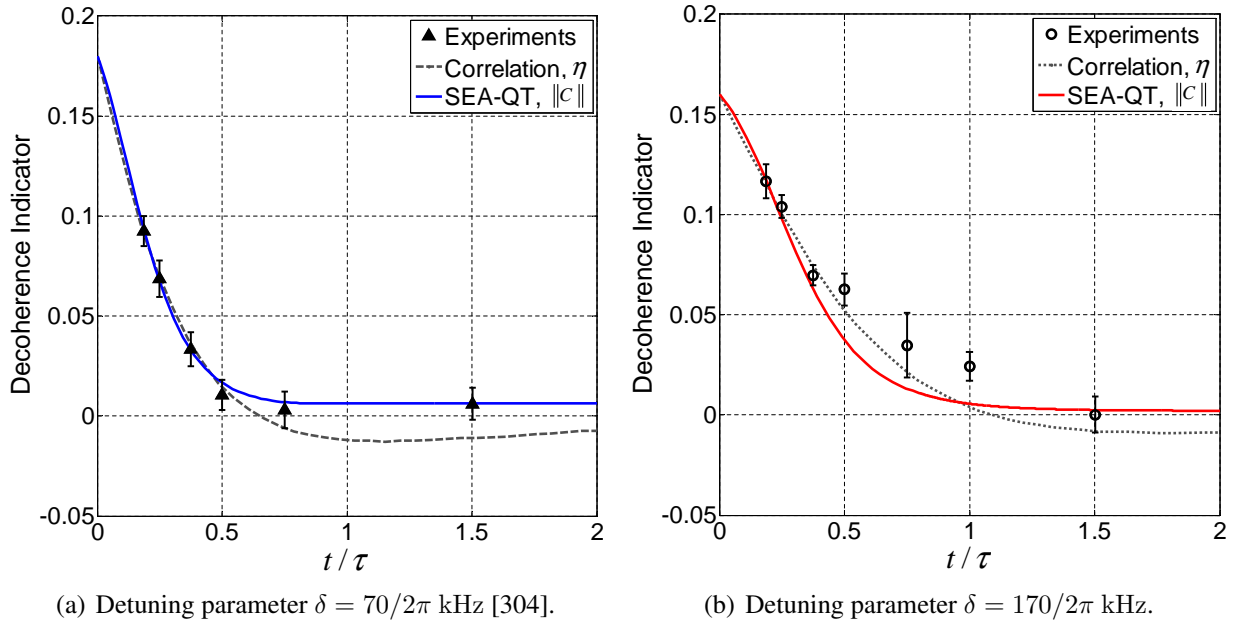 0.2
0.15
0.1
0.05
0
-0.05
Decoherence Indicator
Experiments
Correlation, η
SEA-QT, ||C||
0 0.5 1 1.5 2
t / τ
(a) Detuning parameter δ = 70/2π kHz [304].
0.2
0.15
0.1
0.05
0
-0.05
Decoherence Indicator
Experiments
Correlation, η
SEA-QT, ||C||
0 0.5 1 1.5 2
t / τ
(b) Detuning parameter δ = 170/2π kHz.